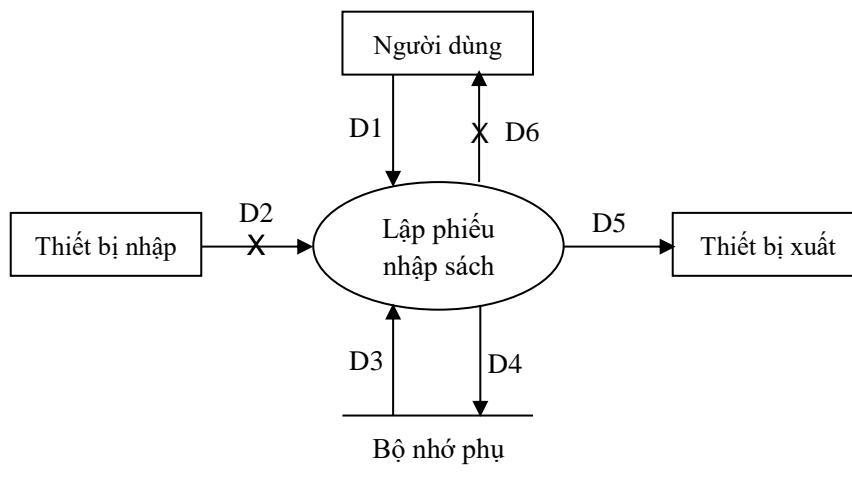 Người dùng
D1
X
D6
D2
Thiết bị nhập
X
Lập phiếu
nhập sách
D5
Thiết bị xuất
D3
D4
Bộ nhớ phụ